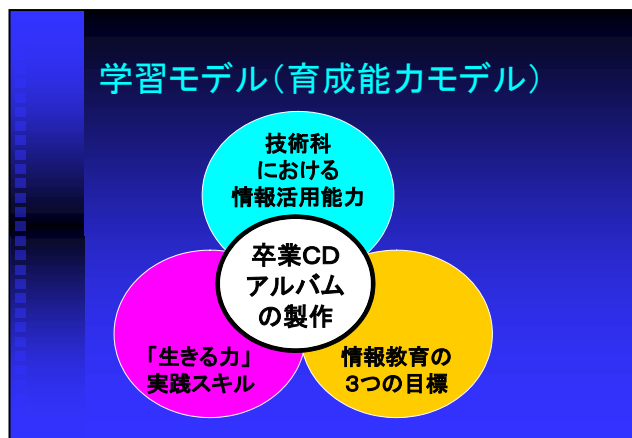 学習モデル（育成能力モデル）
技術科
における
情報活用能力
卒業CD
アルバム
の製作
「生きる力」
実践スキル
情報教育の
３つの目標